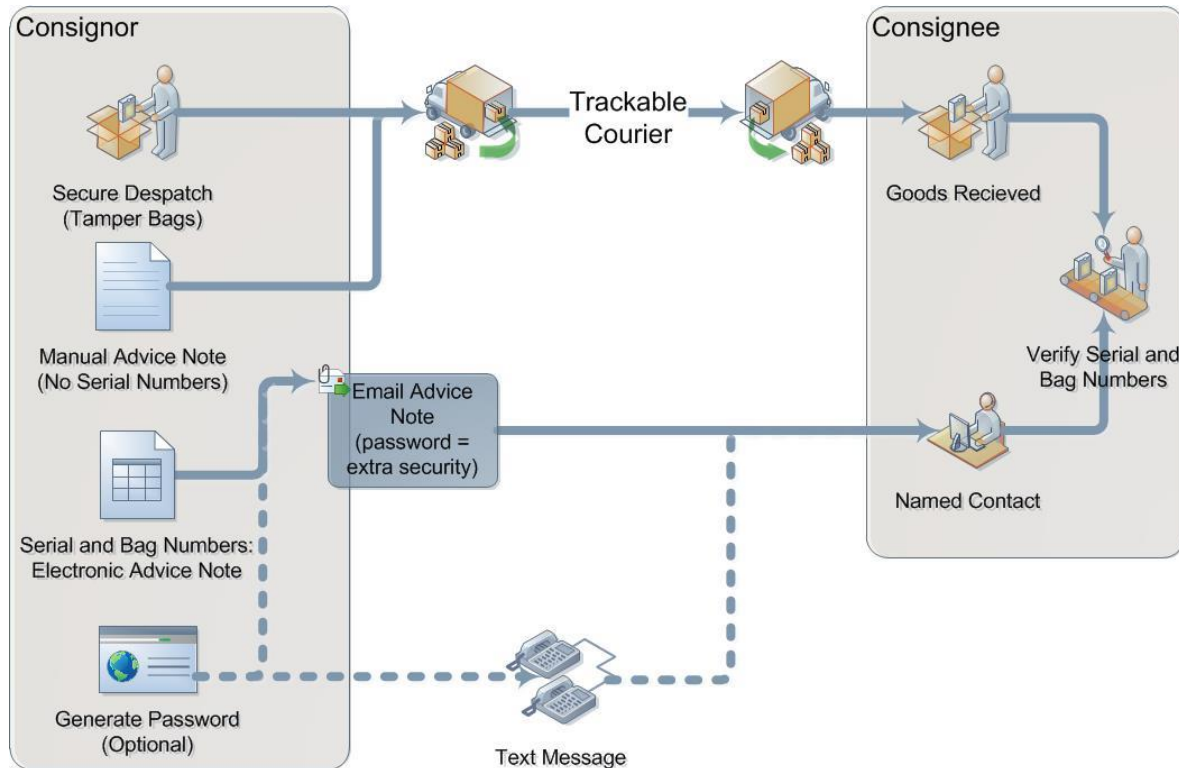 Consignor
Consignee
Trackable
Courier
Secure Despatch
(Tamper Bags)
Goods Recieved
Manual Advice Note
(No Serial Numbers)
Verify Serial and
Bag Numbers
Email Advice
Note
(password =
extra security)
Named Contact
Serial and Bag Numbers:
Electronic Advice Note
Generate Password
(Optional)
Text Message